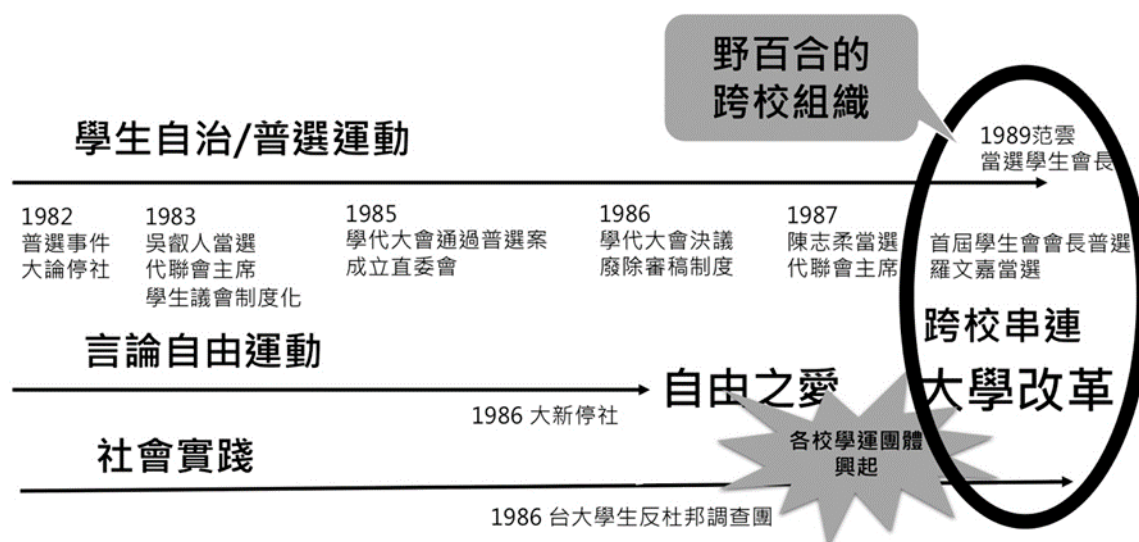 野百合的
跨校組織
學生自治/普選運動
1989范雲
當選學生會長
1982
普選事件
大論停社
1983
吳叡人當選
代聯會主席
學生議會制度化
1985
學代大會通過普選案
成立直委會
1986
學代大會決議
廢除審稿制度
1987
陳志柔當選
代聯會主席
首屆學生會會長普選
羅文嘉當選
言論自由運動
跨校串連
1986 大新停社
自由之愛
大學改革
社會實踐
各校學運團體
興起
1986 台大學生反杜邦調查團